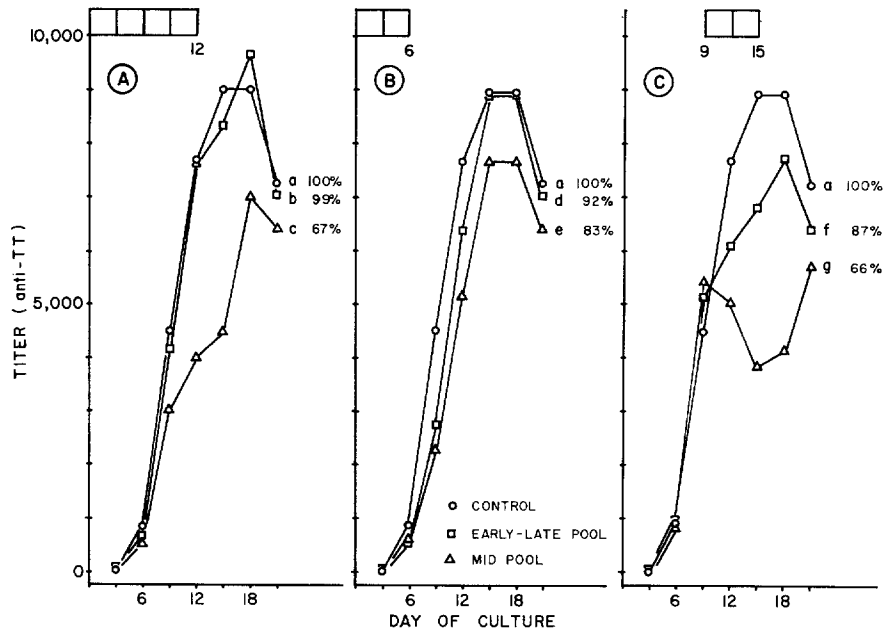 10,000
5,000
0
TITER (anti-TT)
12
A
a 100%
b 99%
c 67%
6 12 18
6
B
a 100%
d 92%
e 83%
○ CONTROL
□ EARLY-LATE POOL
△ MID POOL
6 12 18
9 15
C
a 100%
f 87%
g 66%
6 12 18
DAY OF CULTURE